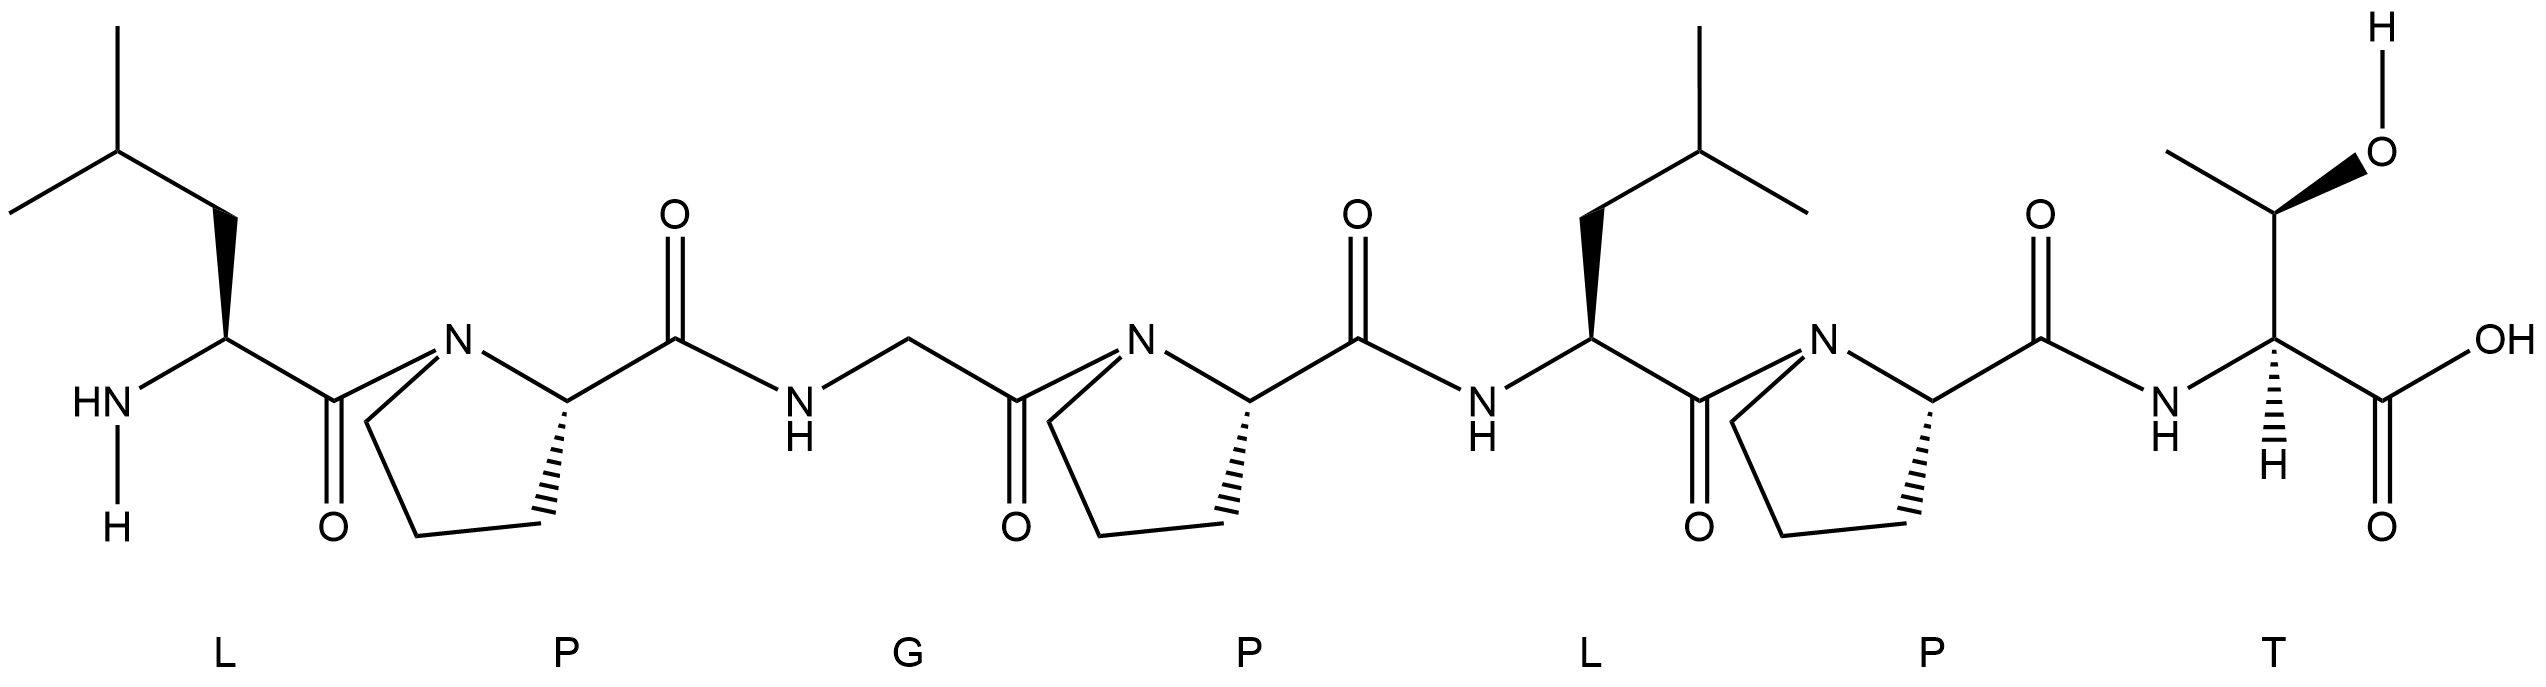 H
O
O O O
N N N OH
HN N N N
H H H
H
H O O O O
L P G P L P T